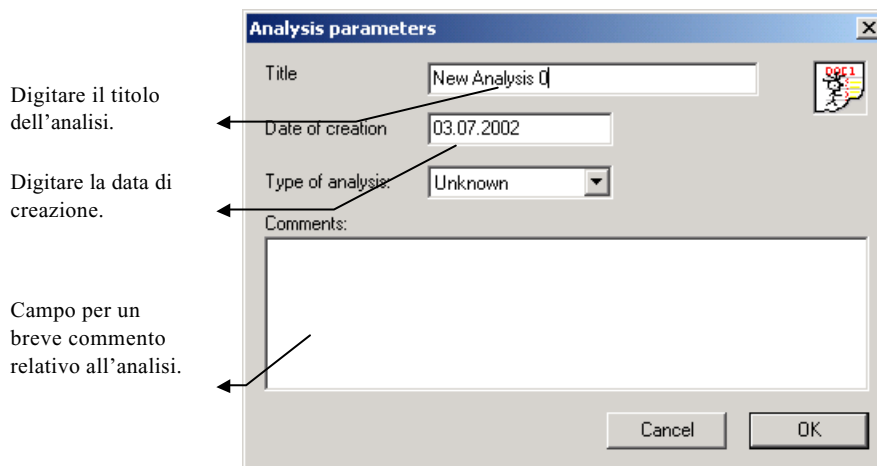 Analysis parameters
Title
New Analysis 0
DOE1
Digitare il titolo
dell'analisi.
Date of creation
03.07.2002
Digitare la data di
creazione.
Type of analysis:
Unknown
Comments:
Campo per un
breve commento
relativo all'analisi.
Cancel
OK